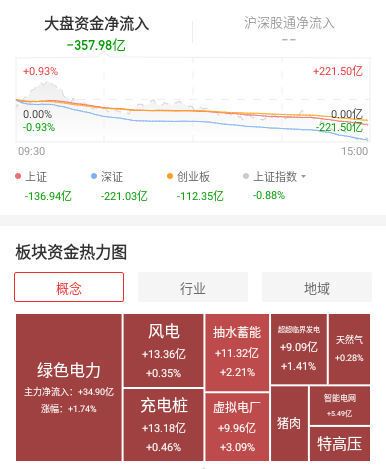 大盘资金净流入
沪深股通净流入
-357.98亿
--
+0.93%
+221.50亿
0.00%
0.00亿
-0.93%
-221.50亿
09:30
15:00
上证
深证
创业板
上证指数
-136.94亿
-221.03亿
-112.35亿
-0.88%
板块资金热力图
概念
行业
地域
绿色电力
主力净流入：+34.90亿
涨幅：+1.74%
风电
+13.36亿
+0.35%
充电桩
+13.18亿
+0.46%
抽水蓄能
+11.32亿
+2.21%
虚拟电厂
+9.96亿
+3.09%
超超临界发电
+9.09亿
+1.41%
天然气
+0.28%
猪肉
智能电网
+5.49亿
特高压